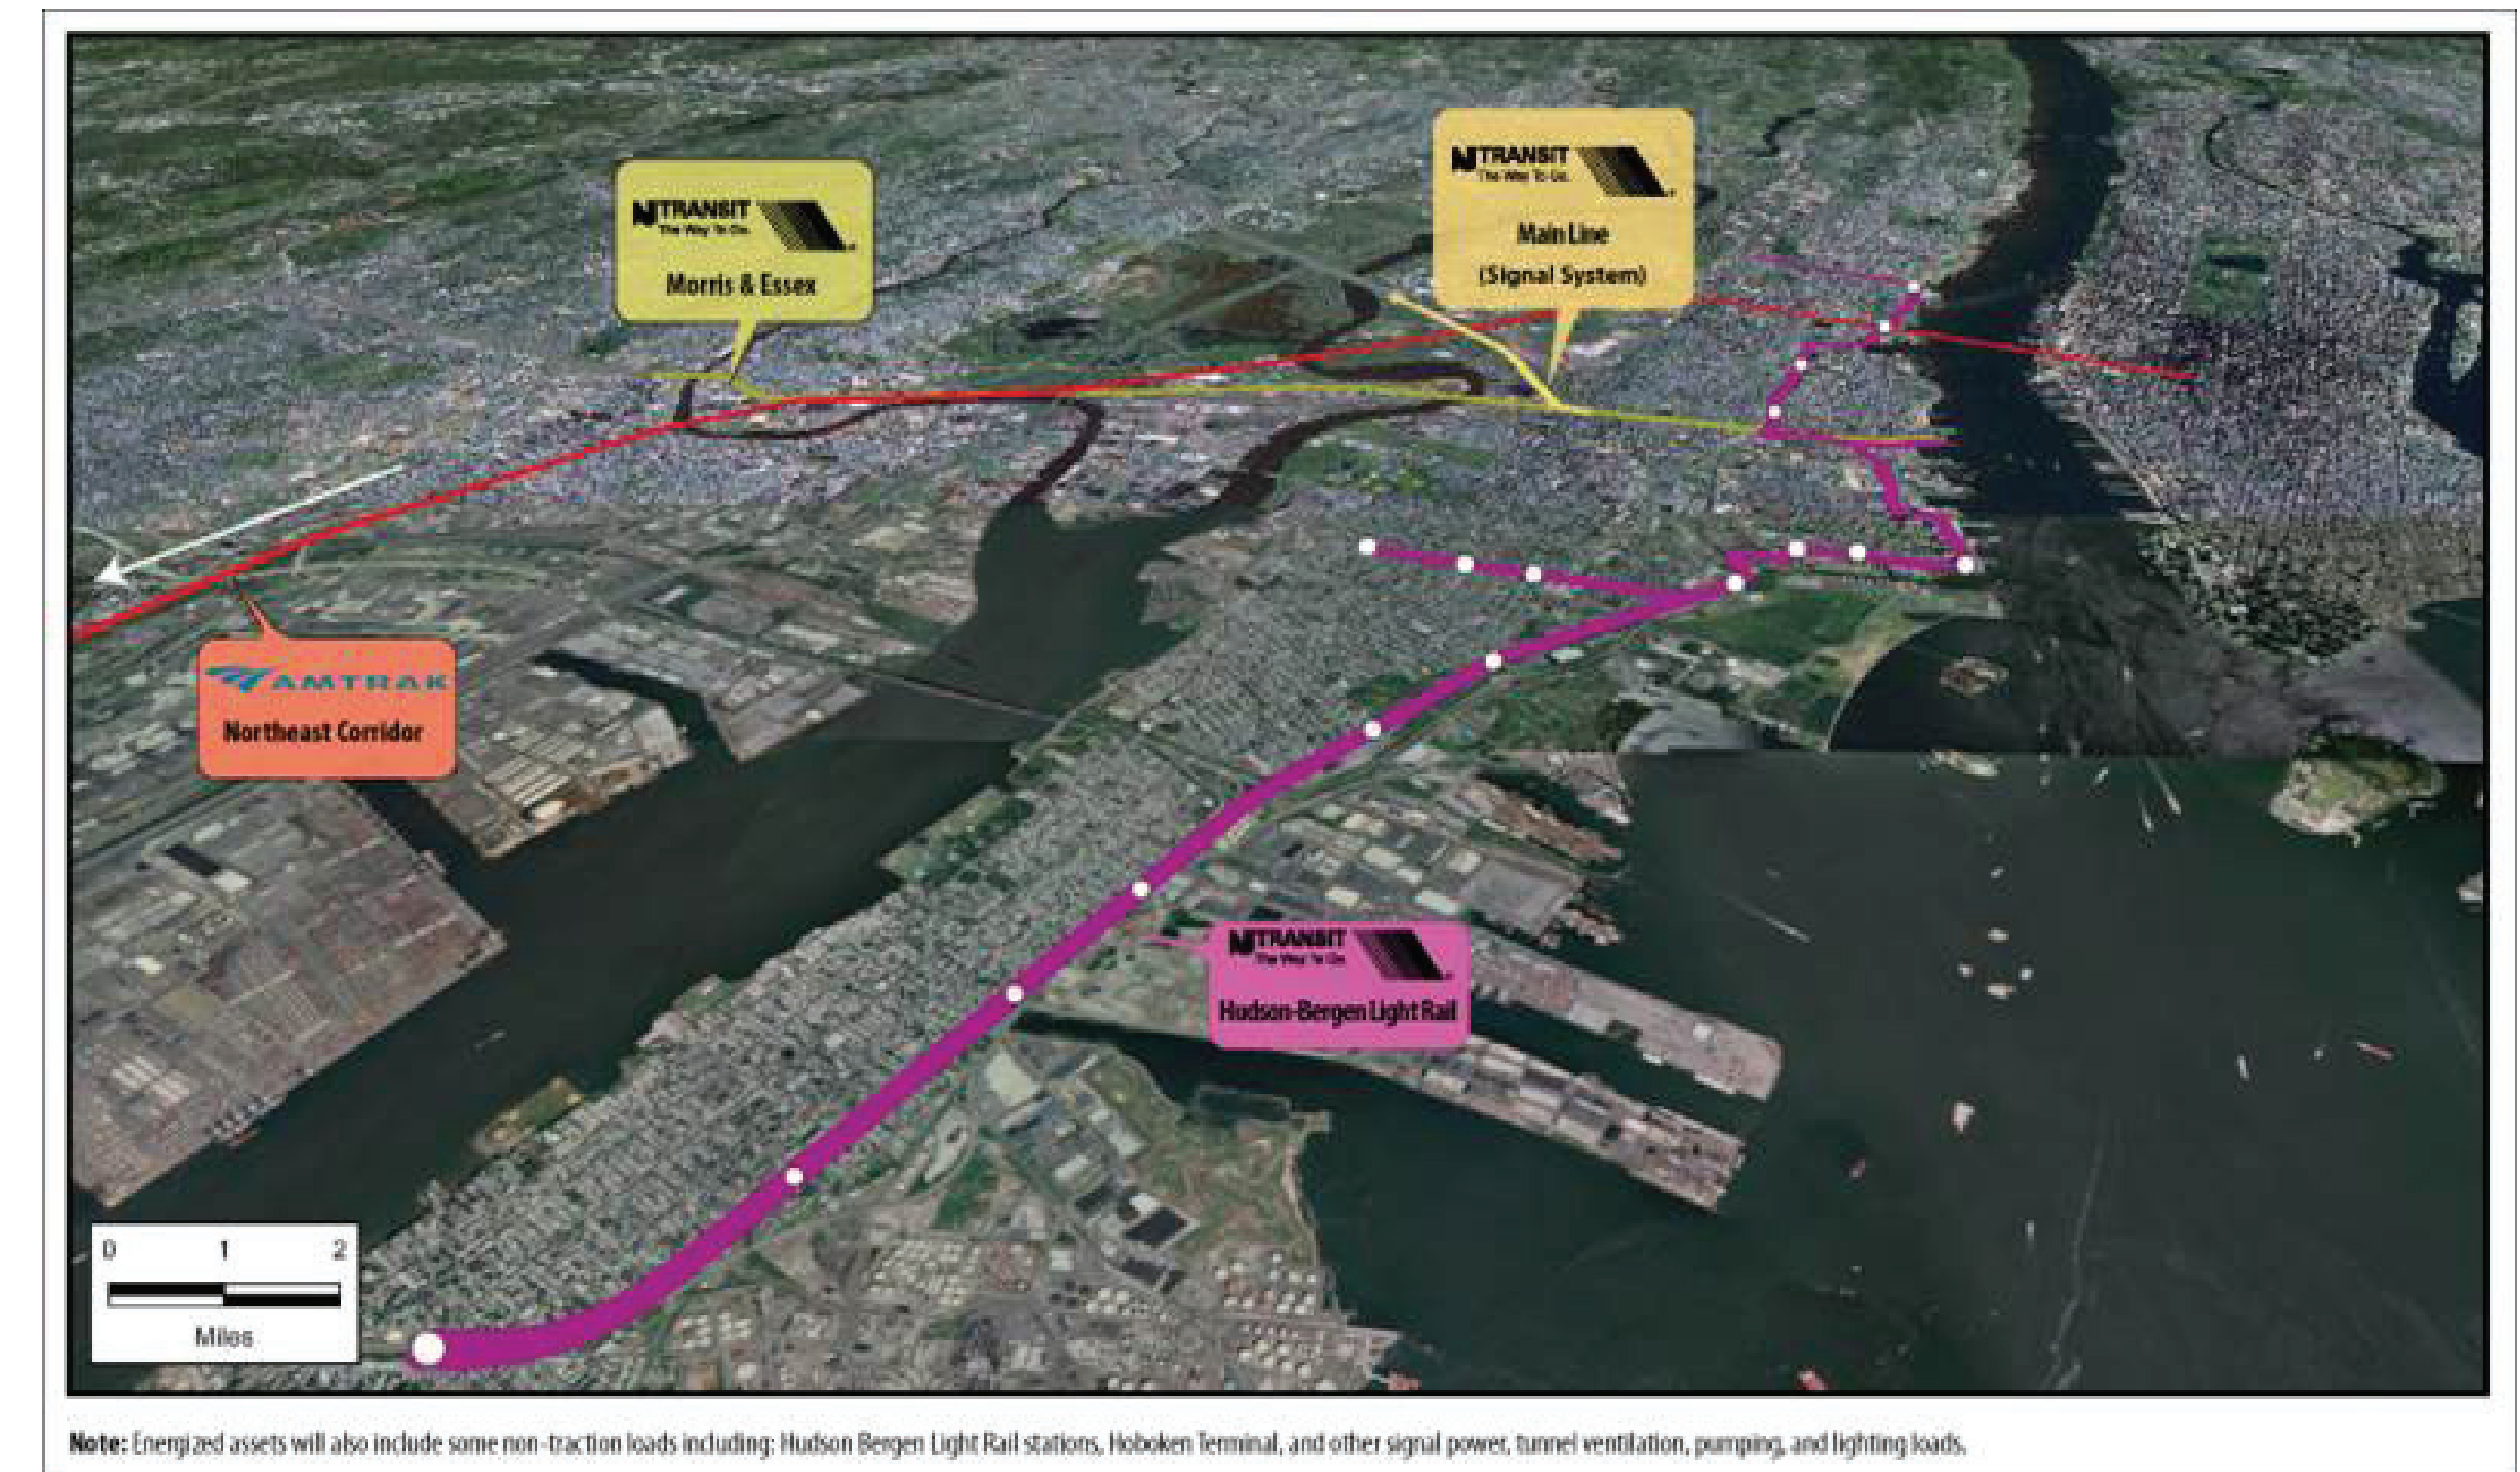 NJ TRANSIT
The Way To Go.
Morris & Essex
NJ TRANSIT
The Way To Go.
Main Line
(Signal System)
AMTRAK
Northeast Corridor
NJ TRANSIT
The Way To Go.
Hudson-Bergen Light Rail
0 1 2
Miles
Note: Energized assets will also include some non-traction loads including: Hudson Bergen Light Rail stations, Hoboken Terminal, and other signal power, tunnel ventilation, pumping, and lighting loads.